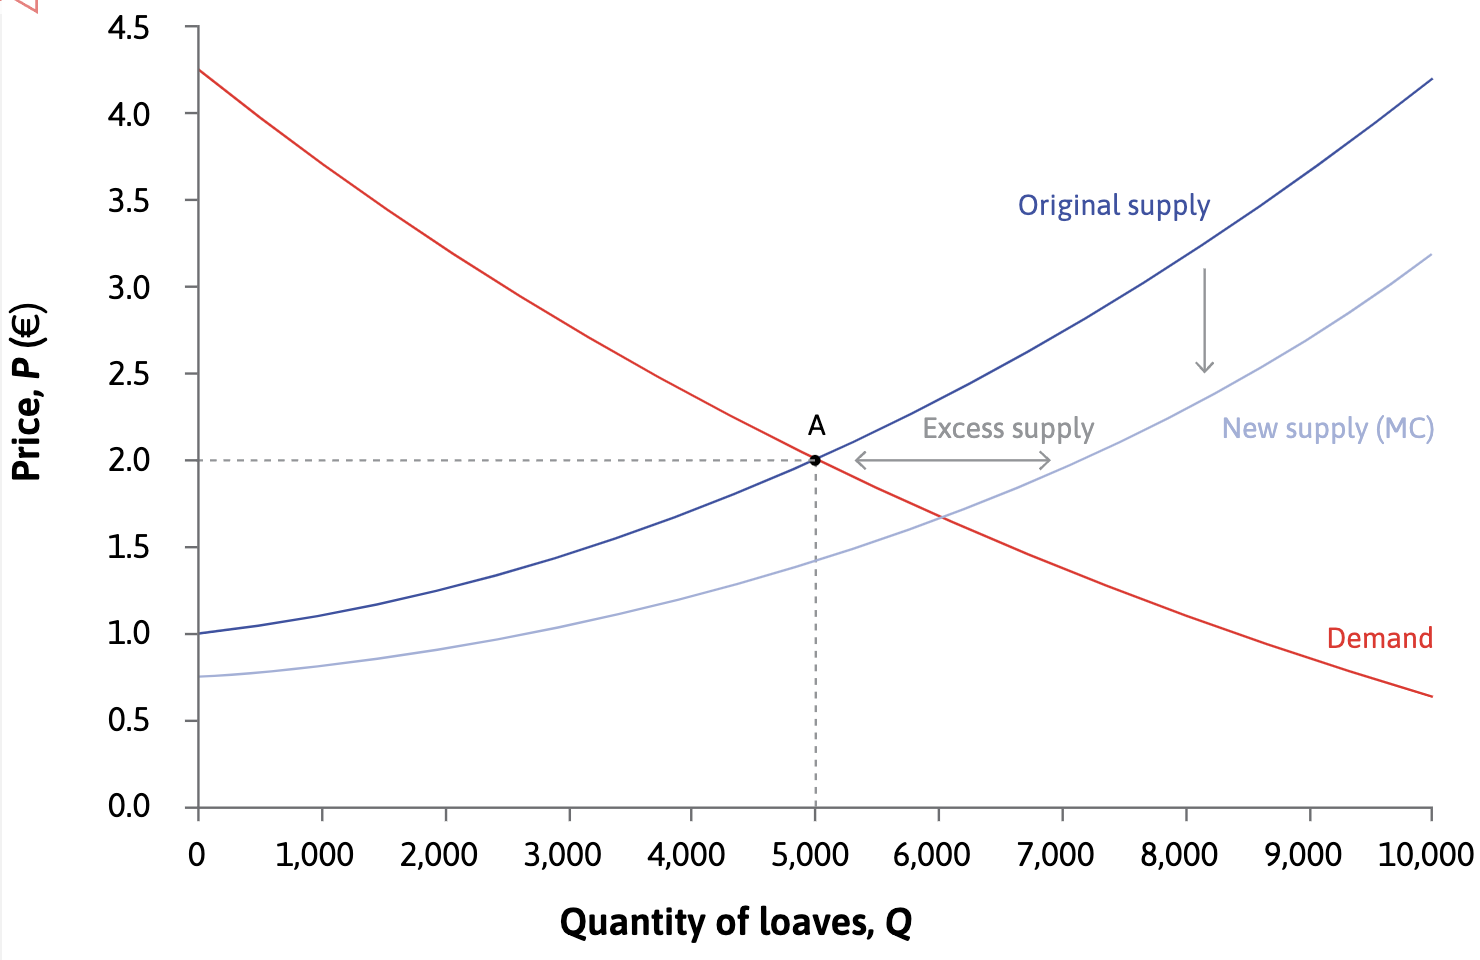 4.5
4.0
3.5
3.0
2.5
2.0
1.5
1.0
0.5
0.0
Price, P (€)
Original supply
A
Excess supply
New supply (MC)
Demand
0 1,000 2,000 3,000 4,000 5,000 6,000 7,000 8,000 9,000 10,000
Quantity of loaves, Q